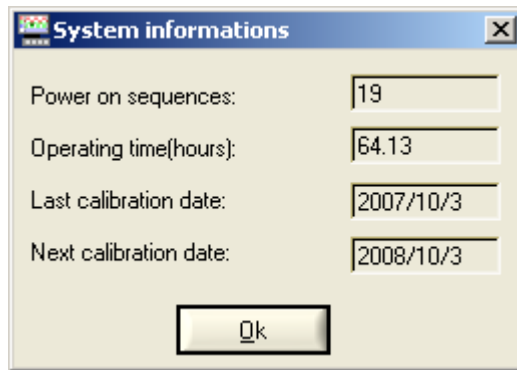 System informations
Power on sequences: 19
Operating time(hours): 64.13
Last calibration date: 2007/10/3
Next calibration date: 2008/10/3
Ok